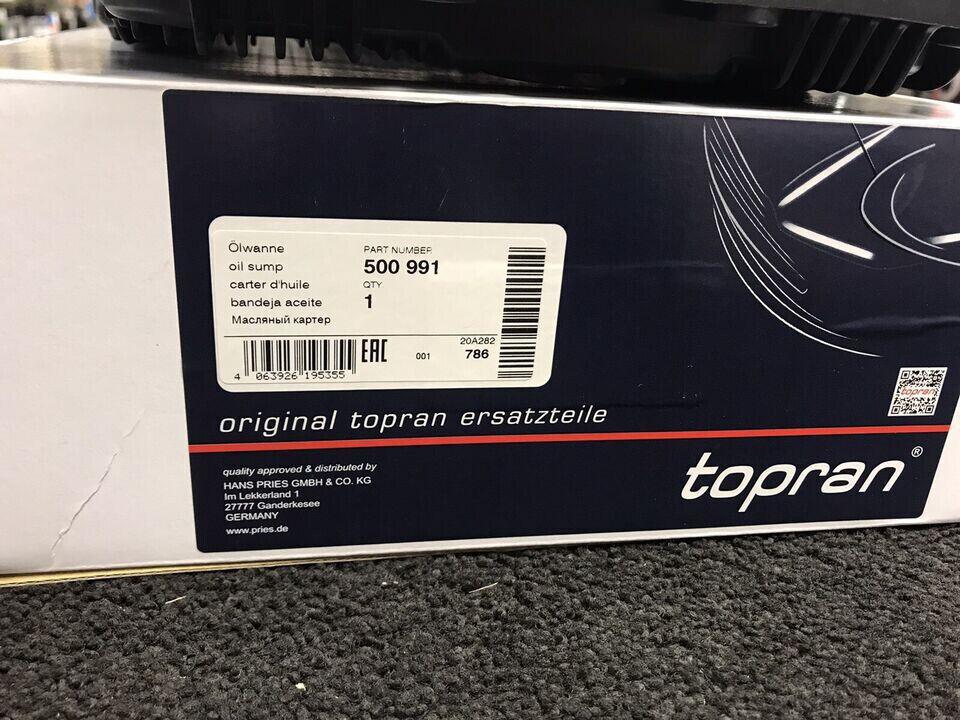 Ölwanne
oil sump
carter d'huile
bandeja aceite
Масляный картер
PART NUMBER
500 991
QTY
1
4 063926 195355
EAC
001
20A282
786
topran
original topran ersatzteile
quality approved & distributed by
HANS PRIES GMBH & CO. KG
Im Lekkerland 1
27777 Ganderkesee
GERMANY
www.pries.de
topran®